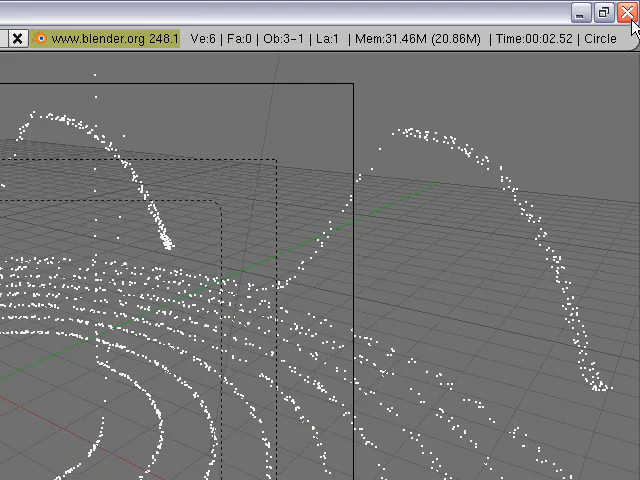 www.blender.org 248.1 Ve:6 | Fa:0 | Ob:3-1 | La:1 | Mem:31.46M (20.86M) | Time:00:02.52 | Circle